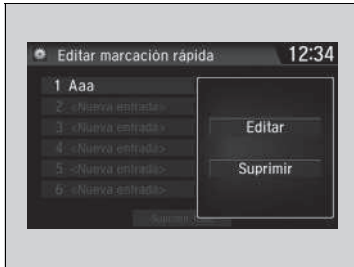 Editar marcación rápida 12:34
1 Aaa
2 <Nueva entrada>
3 <Nueva entrada>
Editar
4 <Nueva entrada>
Suprimir
5 <Nueva entrada>
6 <Nueva entrada>